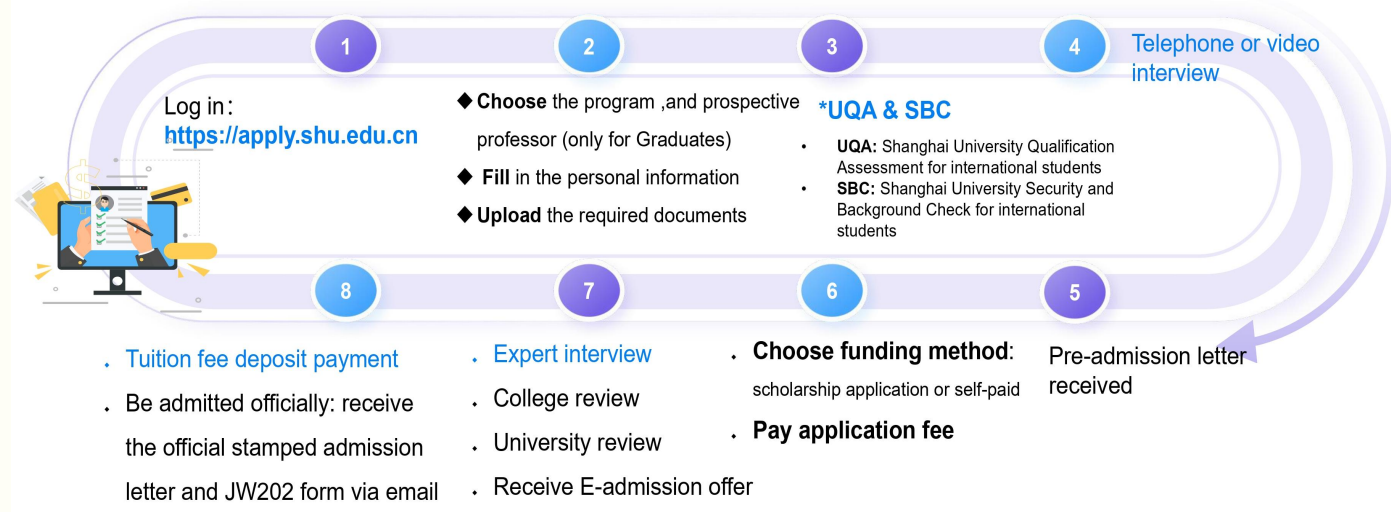 1
Log in:
https://apply.shu.edu.cn
2
◆ Choose the program ,and prospective
professor (only for Graduates)
◆ Fill in the personal information
◆ Upload the required documents
3
*UQA & SBC
• UQA: Shanghai University Qualification
Assessment for international students
• SBC: Shanghai University Security and
Background Check for international
students
4
Telephone or video
interview
5
Pre-admission letter
received
6
• Choose funding method:
scholarship application or self-paid
• Pay application fee
7
• Expert interview
• College review
• University review
• Receive E-admission offer
8
• Tuition fee deposit payment
• Be admitted officially: receive
the official stamped admission
letter and JW202 form via email